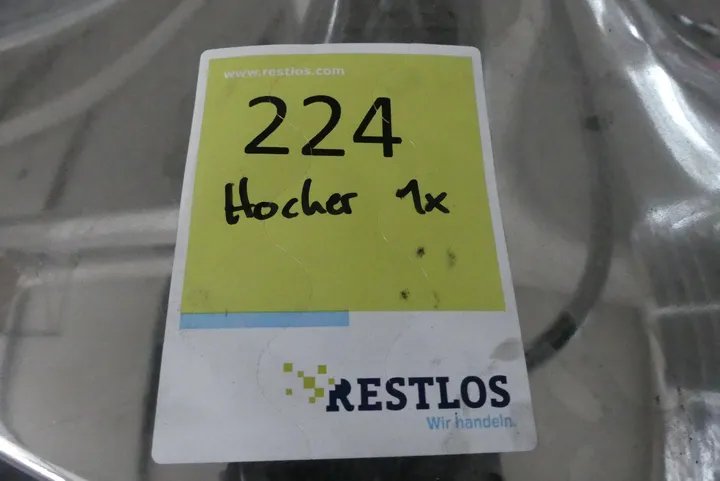 www.restlos.com
224
Hocher 1x
RESTLOS
Wir handeln.